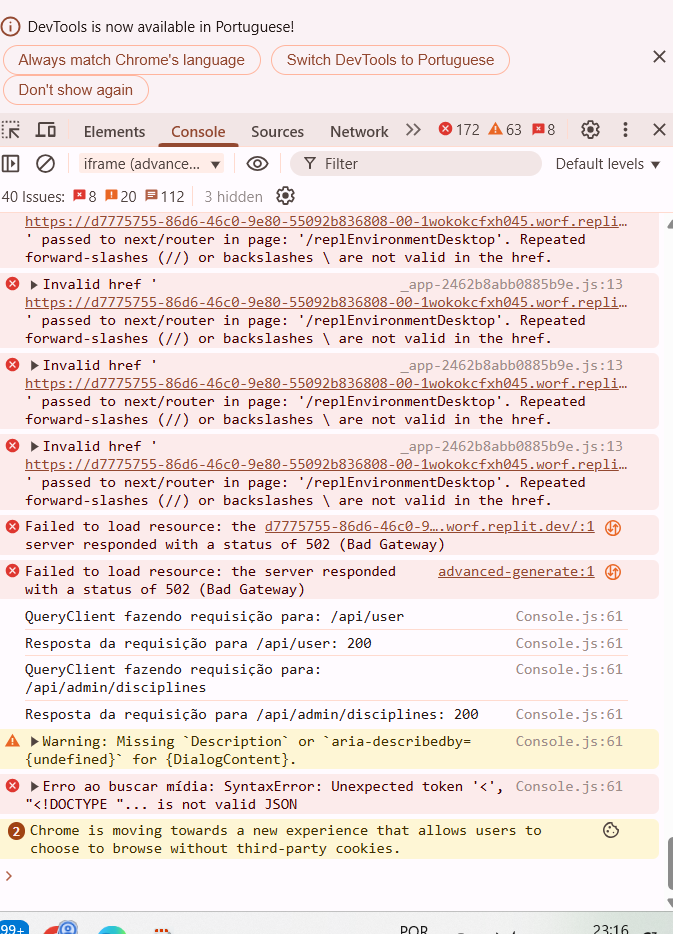 DevTools is now available in Portuguese!
Always match Chrome's language
Switch DevTools to Portuguese
Don't show again
Elements Console Sources Network 172 63 8
iframe (advance... Filter Default levels
40 Issues: 8 20 112 3 hidden
https://d7775755-86d6-46c0-9e80-55092b836808-00-1wokokcfxh045.worf.repli…
' passed to next/router in page: '/replEnvironmentDesktop'. Repeated
forward-slashes (//) or backslashes \ are not valid in the href.
Invalid href ' _app-2462b8abb0885b9e.js:13
https://d7775755-86d6-46c0-9e80-55092b836808-00-1wokokcfxh045.worf.repli…
' passed to next/router in page: '/replEnvironmentDesktop'. Repeated
forward-slashes (//) or backslashes \ are not valid in the href.
Invalid href ' _app-2462b8abb0885b9e.js:13
https://d7775755-86d6-46c0-9e80-55092b836808-00-1wokokcfxh045.worf.repli…
' passed to next/router in page: '/replEnvironmentDesktop'. Repeated
forward-slashes (//) or backslashes \ are not valid in the href.
Invalid href ' _app-2462b8abb0885b9e.js:13
https://d7775755-86d6-46c0-9e80-55092b836808-00-1wokokcfxh045.worf.repli…
' passed to next/router in page: '/replEnvironmentDesktop'. Repeated
forward-slashes (//) or backslashes \ are not valid in the href.
Failed to load resource: the d7775755-86d6-46c0-9….worf.replit.dev/:1
server responded with a status of 502 (Bad Gateway)
Failed to load resource: the server responded advanced-generate:1
with a status of 502 (Bad Gateway)
QueryClient fazendo requisição para: /api/user Console.js:61
Resposta da requisição para /api/user: 200 Console.js:61
QueryClient fazendo requisição para: Console.js:61
/api/admin/disciplines
Resposta da requisição para /api/admin/disciplines: 200 Console.js:61
Warning: Missing `Description` or `aria-describedby= Console.js:61
{undefined}` for {DialogContent}.
Erro ao buscar mídia: SyntaxError: Unexpected token '<', Console.js:61
"<!DOCTYPE "... is not valid JSON
2 Chrome is moving towards a new experience that allows users to
choose to browse without third-party cookies.
99+ POR 23:16